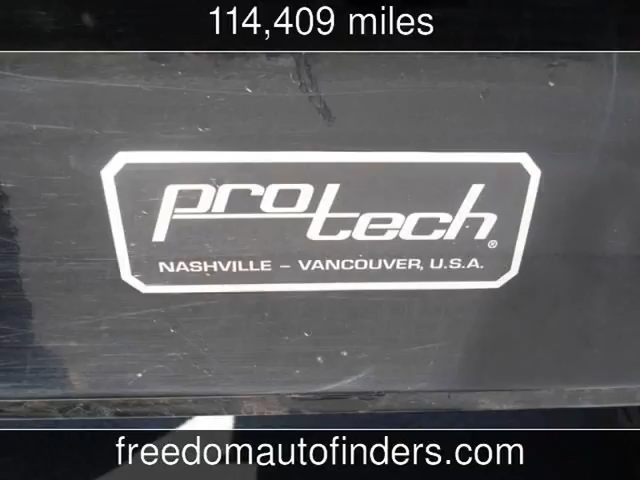 114,409 miles
pro tech ®
NASHVILLE – VANCOUVER, U.S.A.
freedomautofinders.com